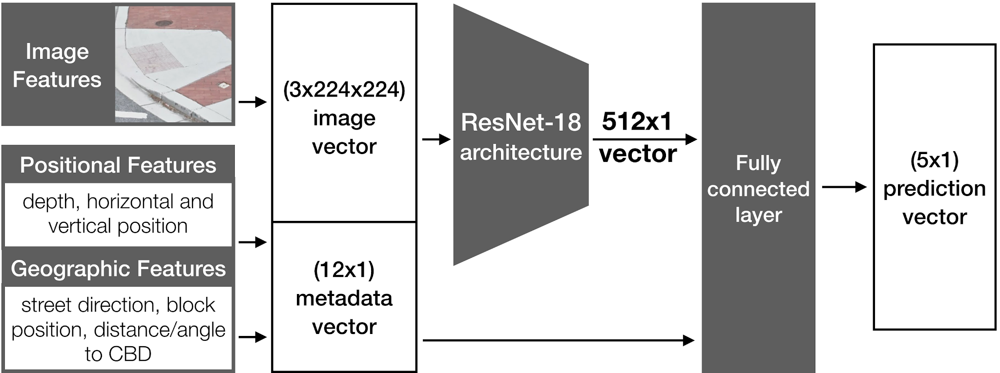 Image
Features
Positional Features
depth, horizontal and
vertical position
Geographic Features
street direction, block
position, distance/angle
to CBD
(3x224x224)
image
vector
(12x1)
metadata
vector
ResNet-18
architecture
512x1
vector
Fully
connected
layer
(5x1)
prediction
vector